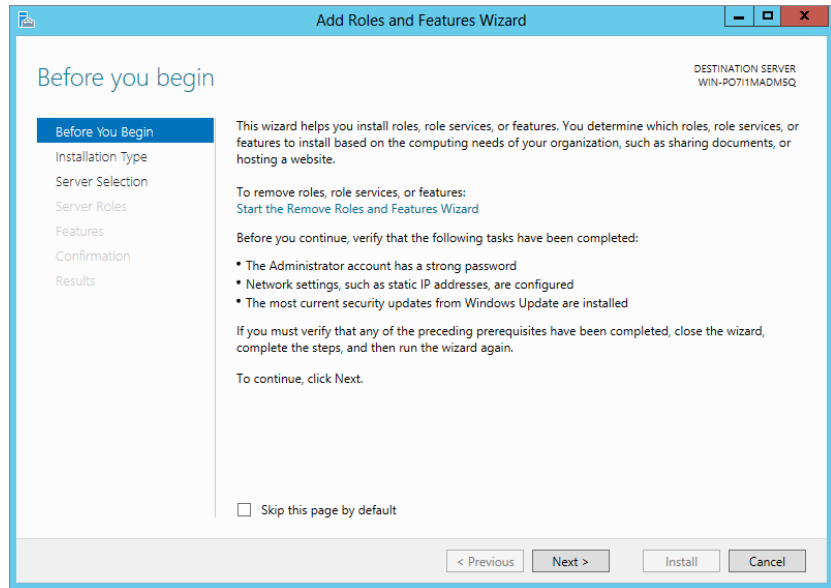 Add Roles and Features Wizard
Before you begin
DESTINATION SERVER
WIN-PO7I1MADM5Q
Before You Begin
Installation Type
Server Selection
Server Roles
Features
Confirmation
Results
This wizard helps you install roles, role services, or features. You determine which roles, role services, or
features to install based on the computing needs of your organization, such as sharing documents, or
hosting a website.
To remove roles, role services, or features:
Start the Remove Roles and Features Wizard
Before you continue, verify that the following tasks have been completed:
• The Administrator account has a strong password
• Network settings, such as static IP addresses, are configured
• The most current security updates from Windows Update are installed
If you must verify that any of the preceding prerequisites have been completed, close the wizard,
complete the steps, and then run the wizard again.
To continue, click Next.
Skip this page by default
< Previous
Next >
Install
Cancel